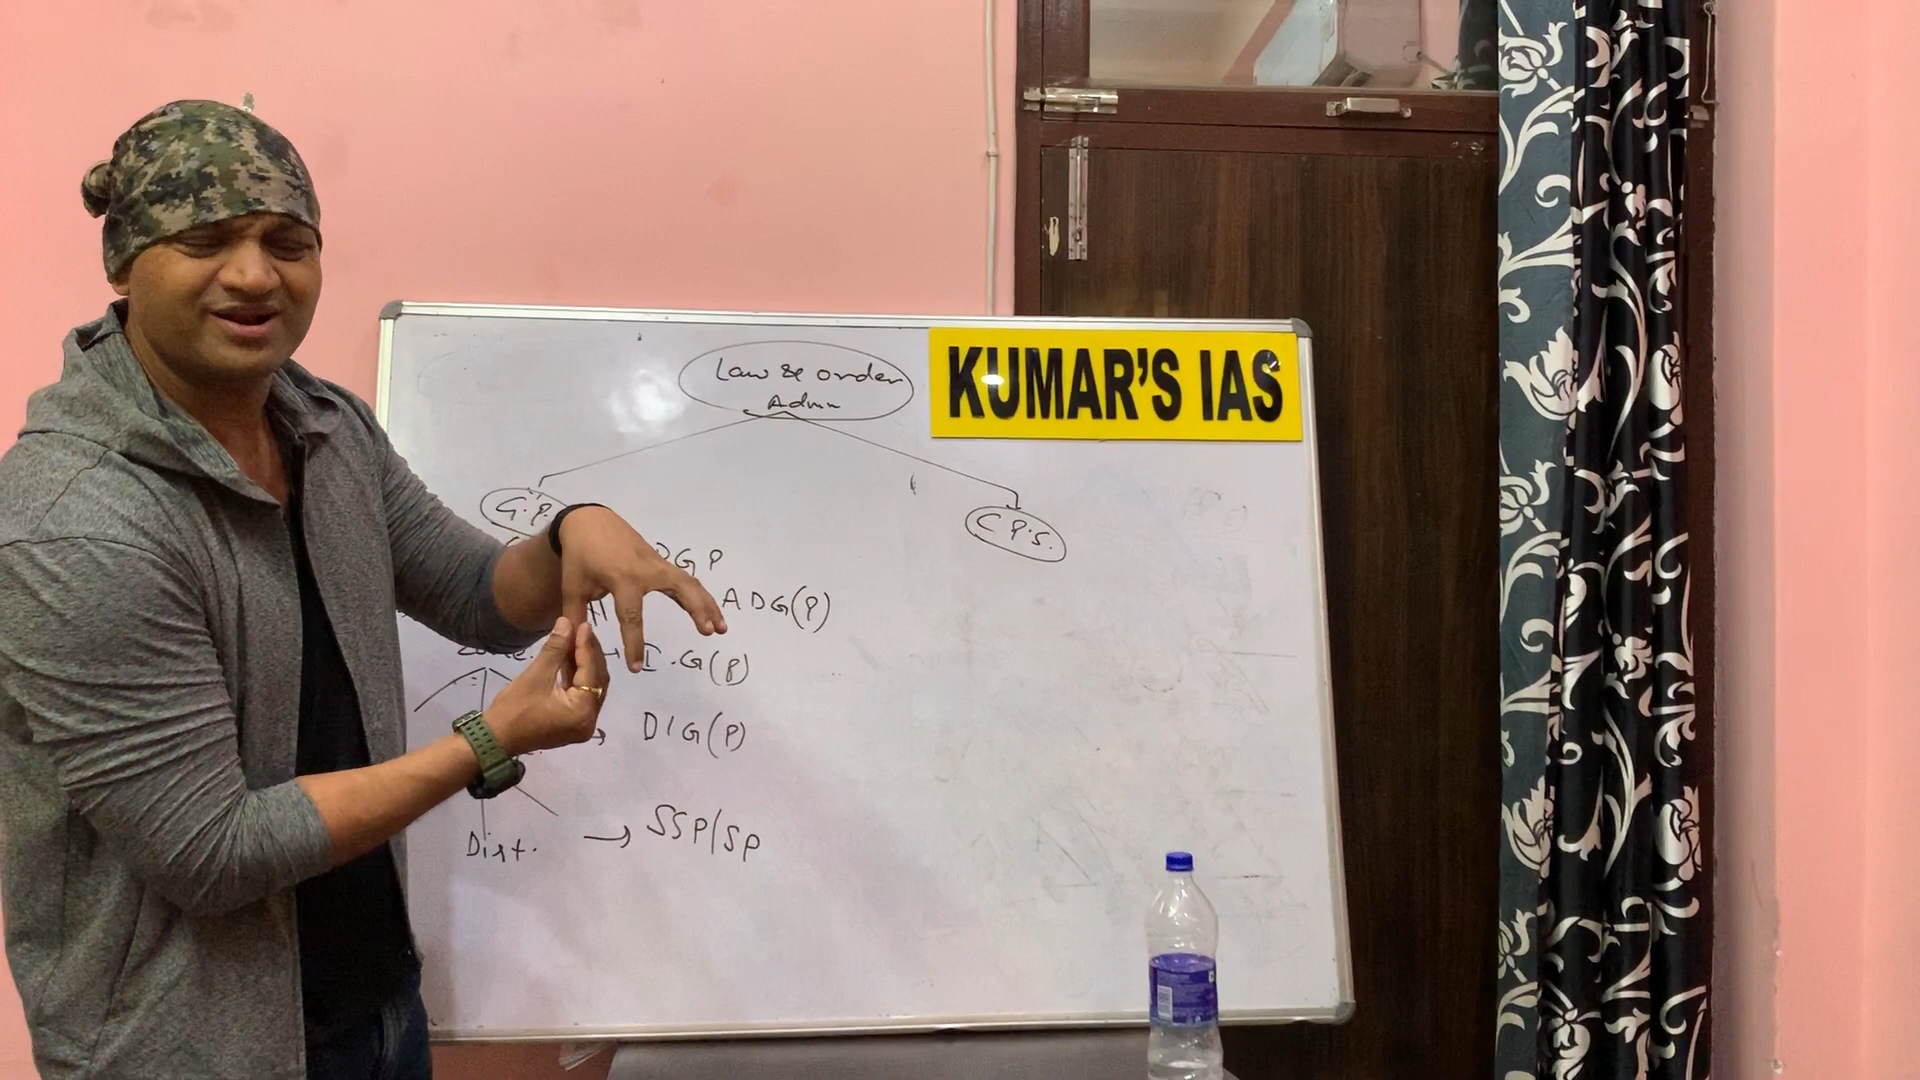 Law & order
Admn
KUMAR'S IAS
G.P.
C P.S.
DGP
ADG(P)
I.G(P)
DIG(P)
Dist. → SSP/SP